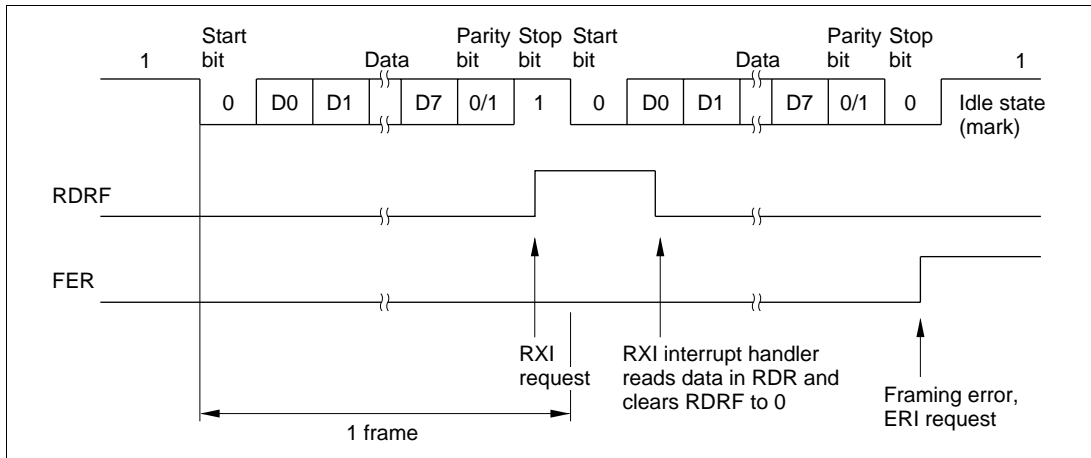 Start Parity Stop Start Parity Stop
1 bit Data bit bit bit Data bit bit 1
0 D0 D1 D7 0/1 1 0 D0 D1 D7 0/1 0 Idle state
(mark)
RDRF
FER
RXI
request
RXI interrupt handler
reads data in RDR and
clears RDRF to 0
Framing error,
ERI request
1 frame